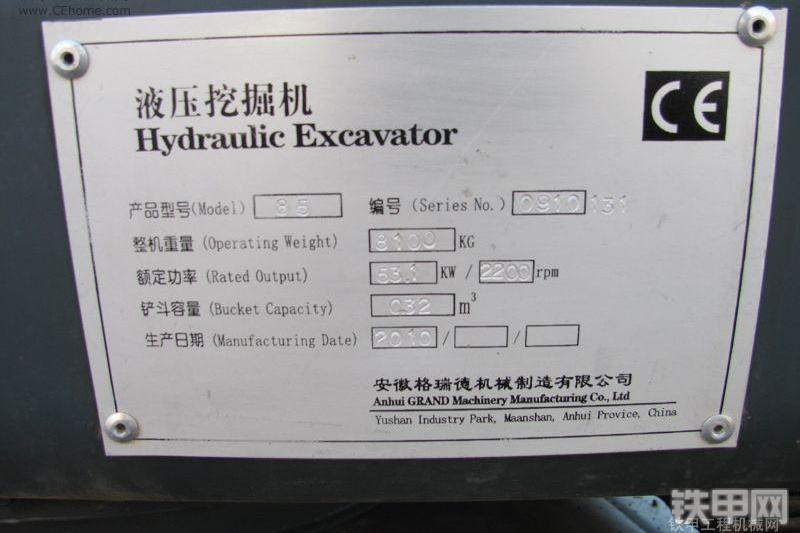 www.CEhome.com
液压挖掘机
Hydraulic Excavator
CE
产品型号(Model) 85 编号 (Series No.) 0910131
整机重量 (Operating Weight) 8100 KG
额定功率 (Rated Output) 53.1 KW / 2200 rpm
铲斗容量 (Bucket Capacity) 032 m³
生产日期 (Manufacturing Date) 2010 / /
安徽格瑞德机械制造有限公司
Anhui GRAND Machinery Manufacturing Co., Ltd
Yushan Industry Park, Maanshan, Anhui Provice, China
铁甲网
铁甲工程机械网